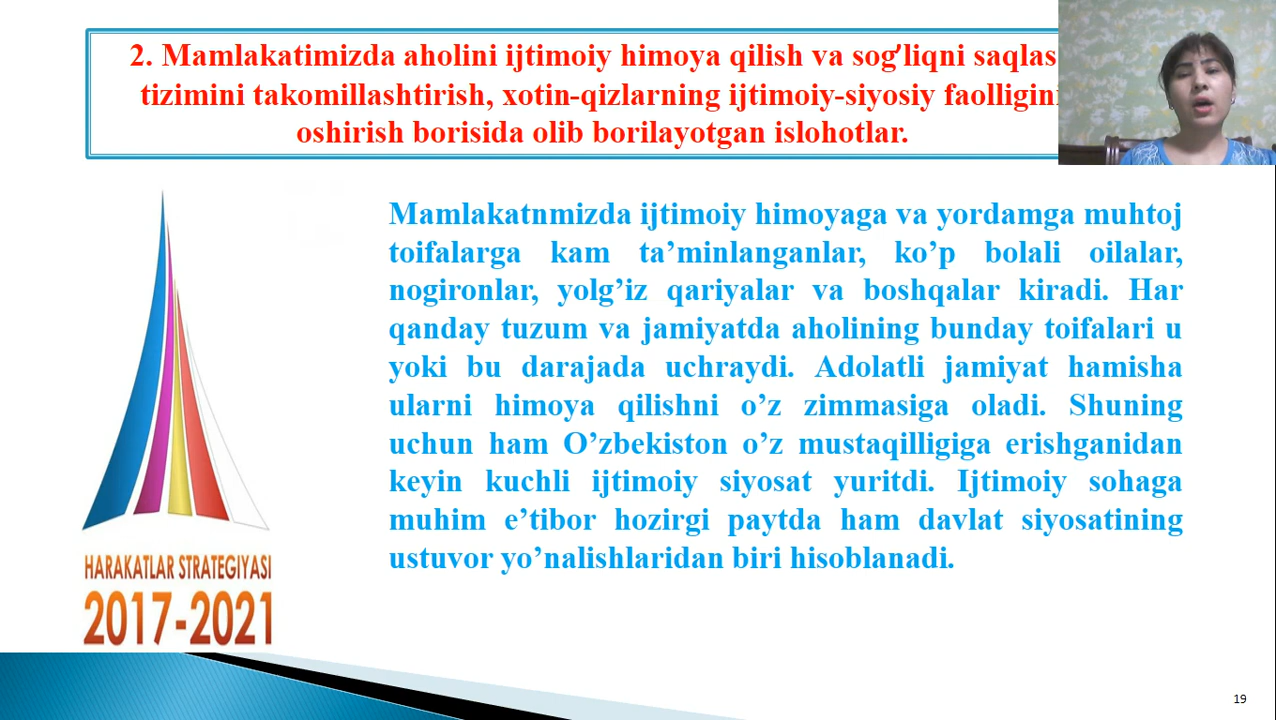 2. Mamlakatimizda aholini ijtimoiy himoya qilish va sog'liqni saqlash
tizimini takomillashtirish, xotin-qizlarning ijtimoiy-siyosiy faolligini
oshirish borisida olib borilayotgan islohotlar.
Mamlakatnmizda ijtimoiy himoyaga va yordamga muhtoj
toifalarga kam ta’minlanganlar, ko’p bolali oilalar,
nogironlar, yolg’iz qariyalar va boshqalar kiradi. Har
qanday tuzum va jamiyatda aholining bunday toifalari u
yoki bu darajada uchraydi. Adolatli jamiyat hamisha
ularni himoya qilishni o’z zimmasiga oladi. Shuning
uchun ham O’zbekiston o’z mustaqilligiga erishganidan
keyin kuchli ijtimoiy siyosat yuritdi. Ijtimoiy sohaga
muhim e’tibor hozirgi paytda ham davlat siyosatining
ustuvor yo’nalishlaridan biri hisoblanadi.
HARAKATLAR STRATEGIYASI
2017-2021
19